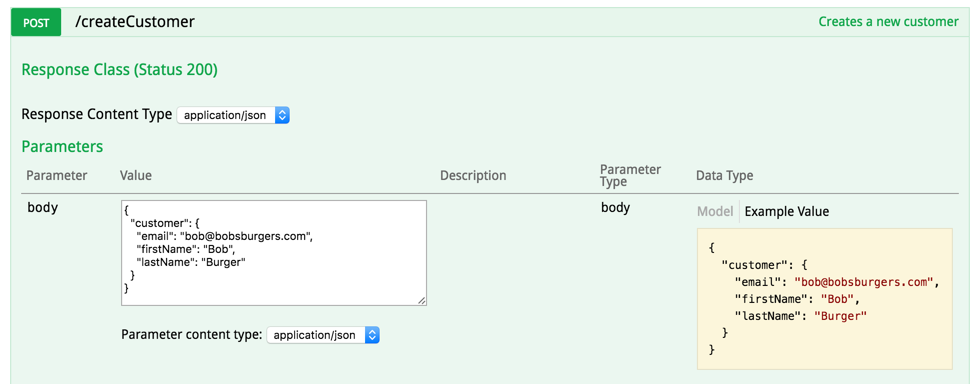 POST /createCustomer Creates a new customer
Response Class (Status 200)
Response Content Type application/json
Parameters
Parameter Value Description Parameter Type Data Type
body
{
"customer": {
"email": "bob@bobsburgers.com",
"firstName": "Bob",
"lastName": "Burger"
}
}
Parameter content type: application/json
body
Model Example Value
{
"customer": {
"email": "bob@bobsburgers.com",
"firstName": "Bob",
"lastName": "Burger"
}
}